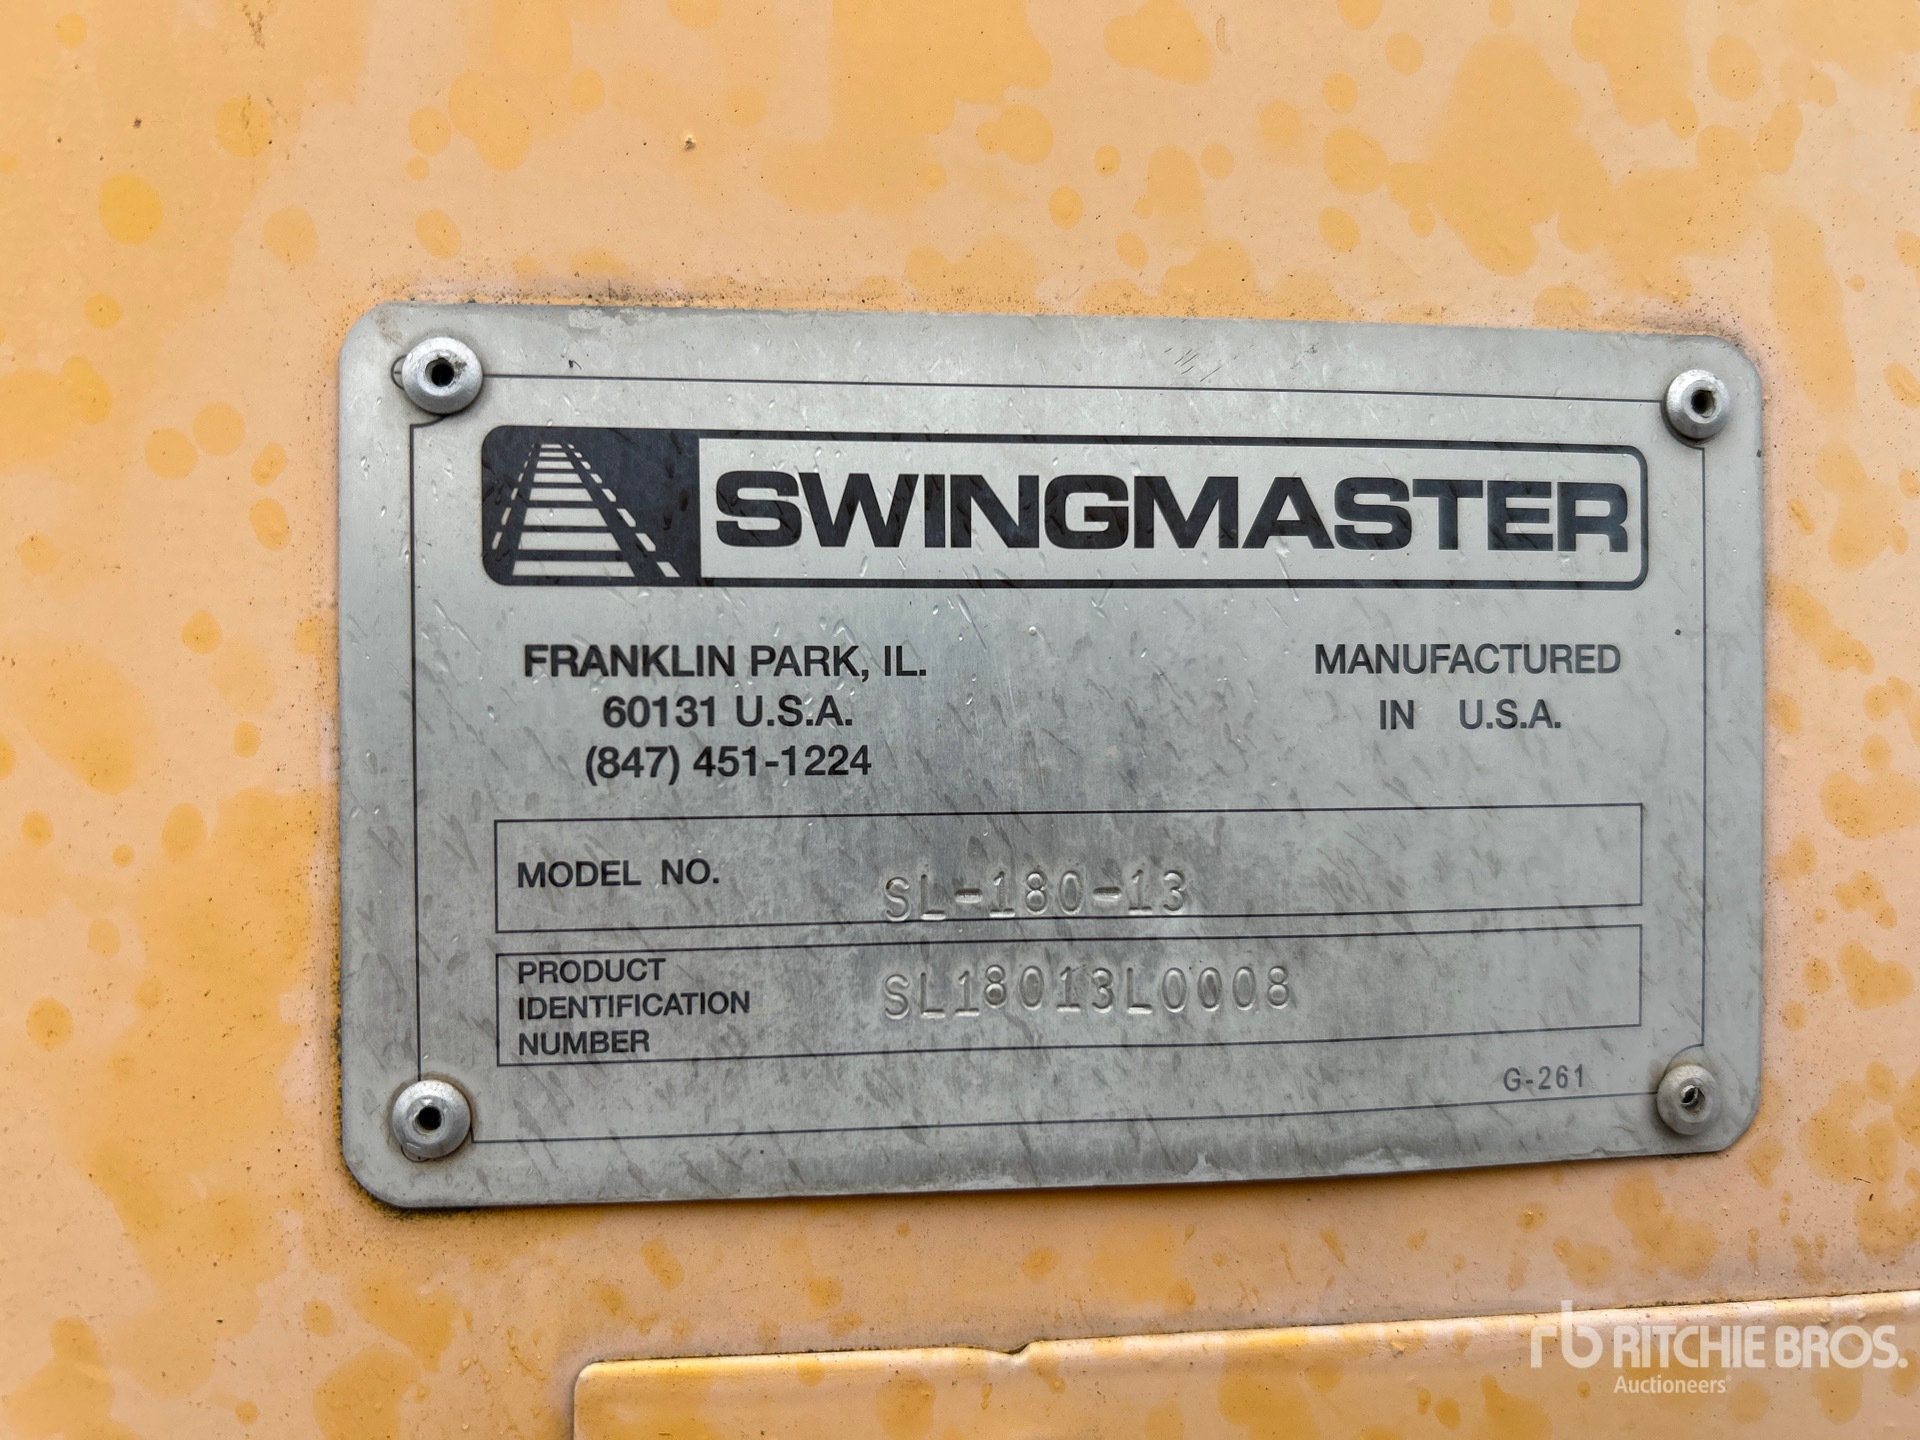 SWINGMASTER
FRANKLIN PARK, IL.
60131 U.S.A.
(847) 451-1224
MANUFACTURED
IN U.S.A.
MODEL NO. SL-180-13
PRODUCT
IDENTIFICATION
NUMBER
SL18013L0008
G-261
rb RITCHIE BROS.
Auctioneers